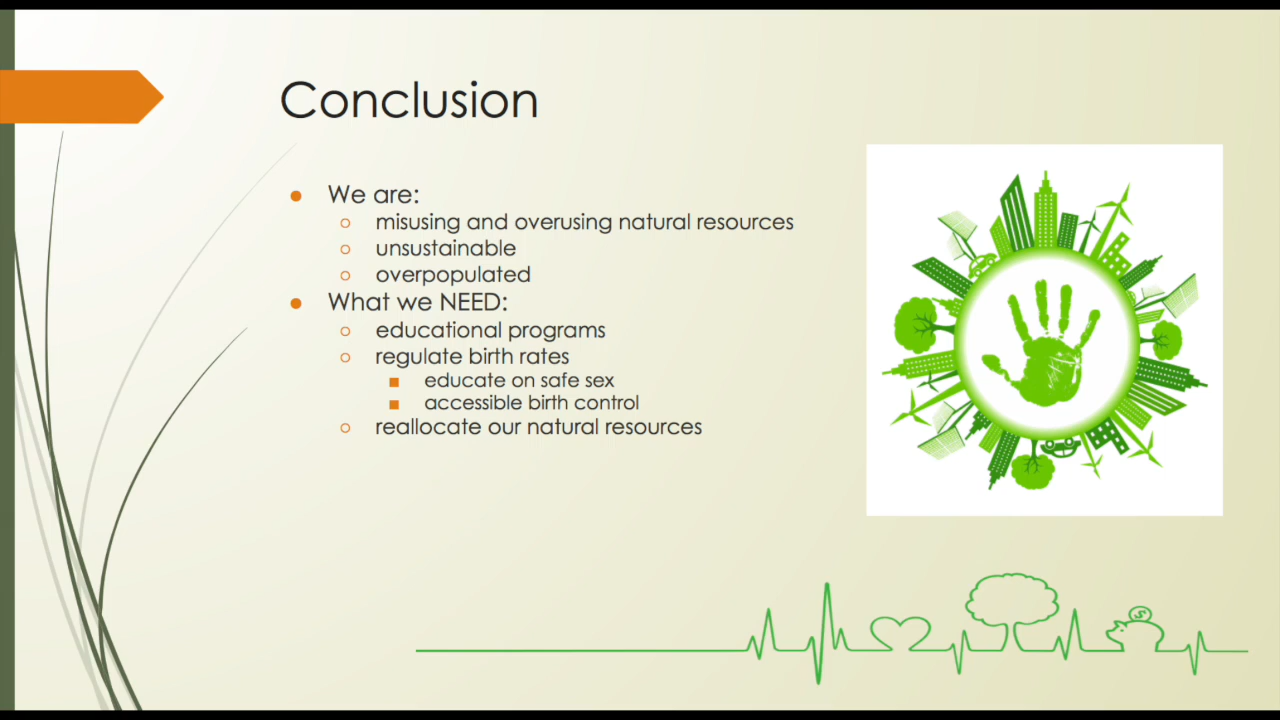 Conclusion
We are:
misusing and overusing natural resources
unsustainable
overpopulated
What we NEED:
educational programs
regulate birth rates
educate on safe sex
accessible birth control
reallocate our natural resources
$